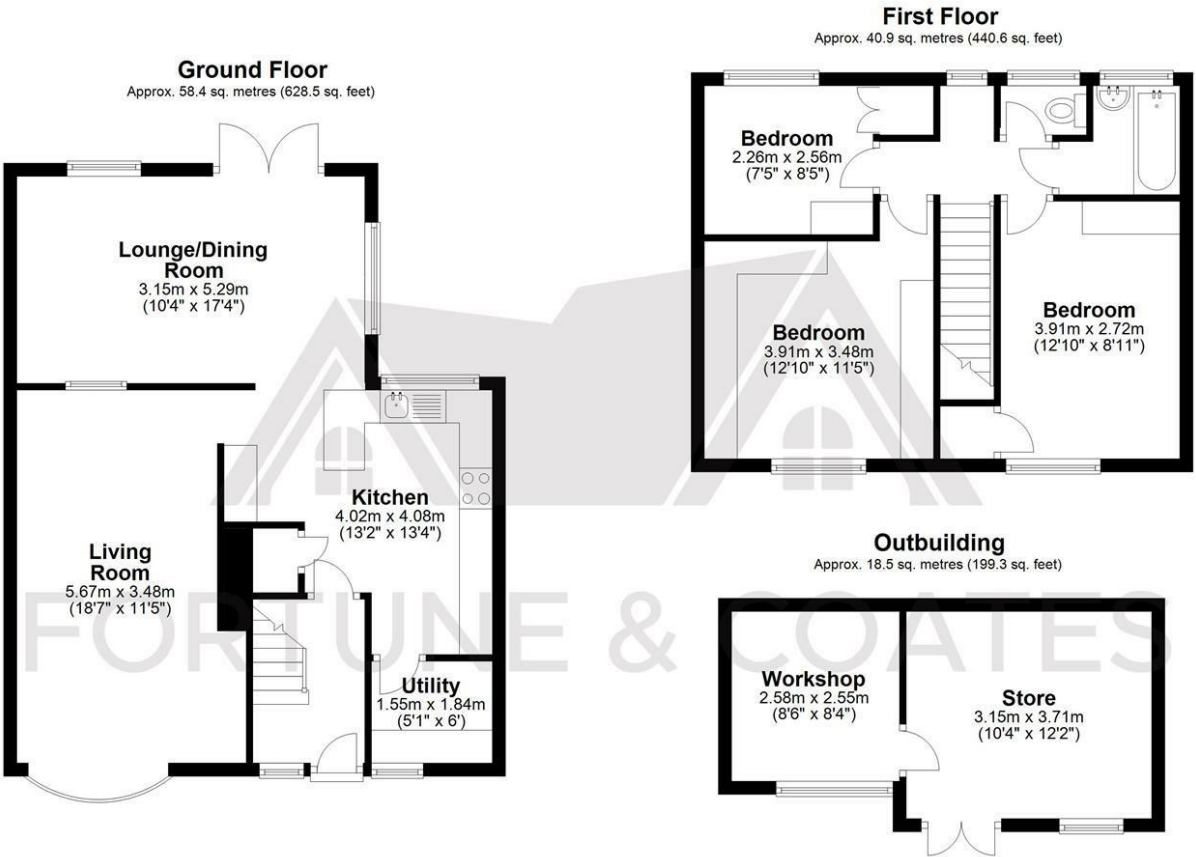 Ground Floor
Approx. 58.4 sq. metres (628.5 sq. feet)
Lounge/Dining
Room
3.15m x 5.29m
(10'4" x 17'4")
Kitchen
4.02m x 4.08m
(13'2" x 13'4")
Living
Room
5.67m x 3.48m
(18'7" x 11'5")
Utility
1.55m x 1.84m
(5'1" x 6')
First Floor
Approx. 40.9 sq. metres (440.6 sq. feet)
Bedroom
2.26m x 2.56m
(7'5" x 8'5")
Bedroom
3.91m x 3.48m
(12'10" x 11'5")
Bedroom
3.91m x 2.72m
(12'10" x 8'11")
Outbuilding
Approx. 18.5 sq. metres (199.3 sq. feet)
Workshop
2.58m x 2.55m
(8'6" x 8'4")
Store
3.15m x 3.71m
(10'4" x 12'2")
FORTUNE & COATES